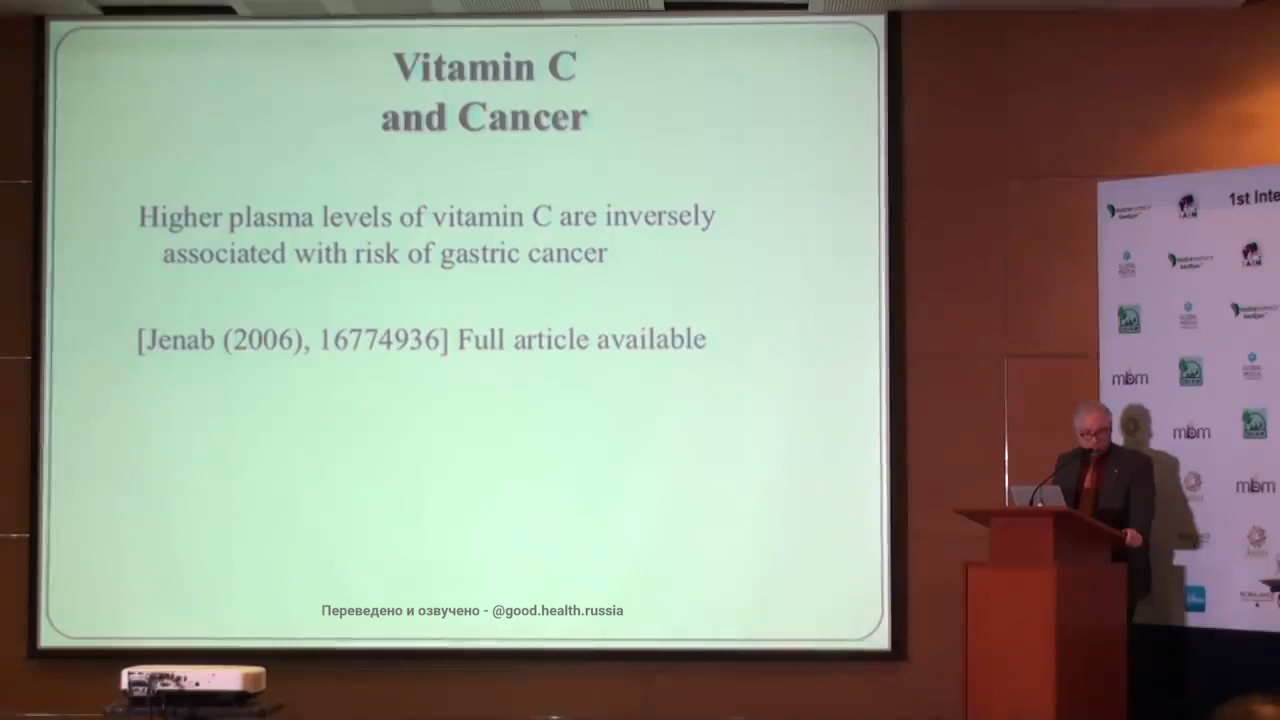 Vitamin C
and Cancer
Higher plasma levels of vitamin C are inversely
associated with risk of gastric cancer
[Jenab (2006), 16774936] Full article available
Переведено и озвучено - @good.health.russia
1st Inte
mbm
mbm
mbm